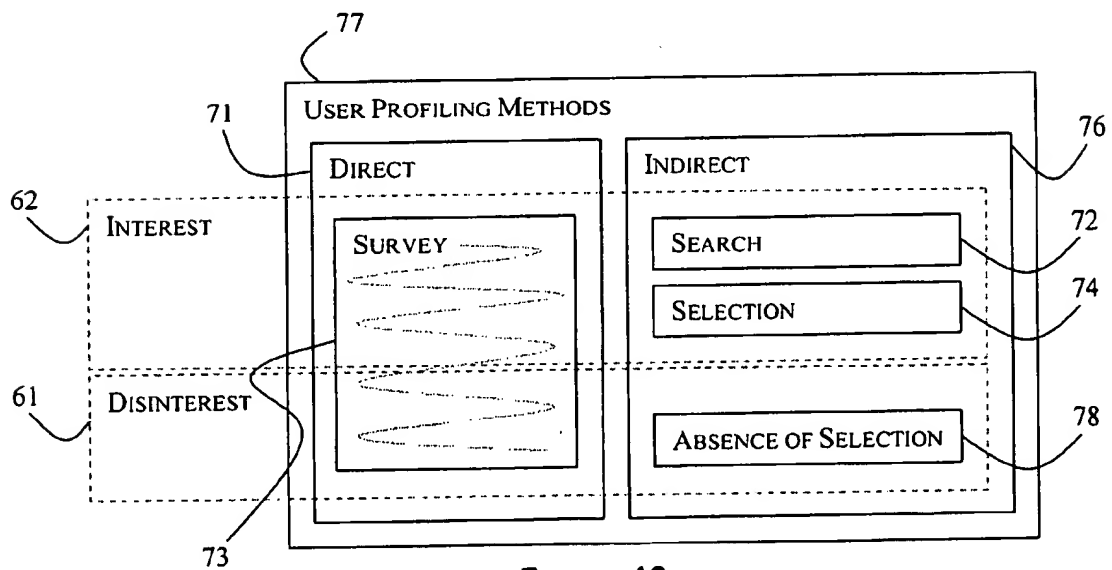 77
USER PROFILING METHODS
71
76
DIRECT
INDIRECT
62
INTEREST
SURVEY
SEARCH
72
SELECTION
74
61
DISINTEREST
ABSENCE OF SELECTION
78
73